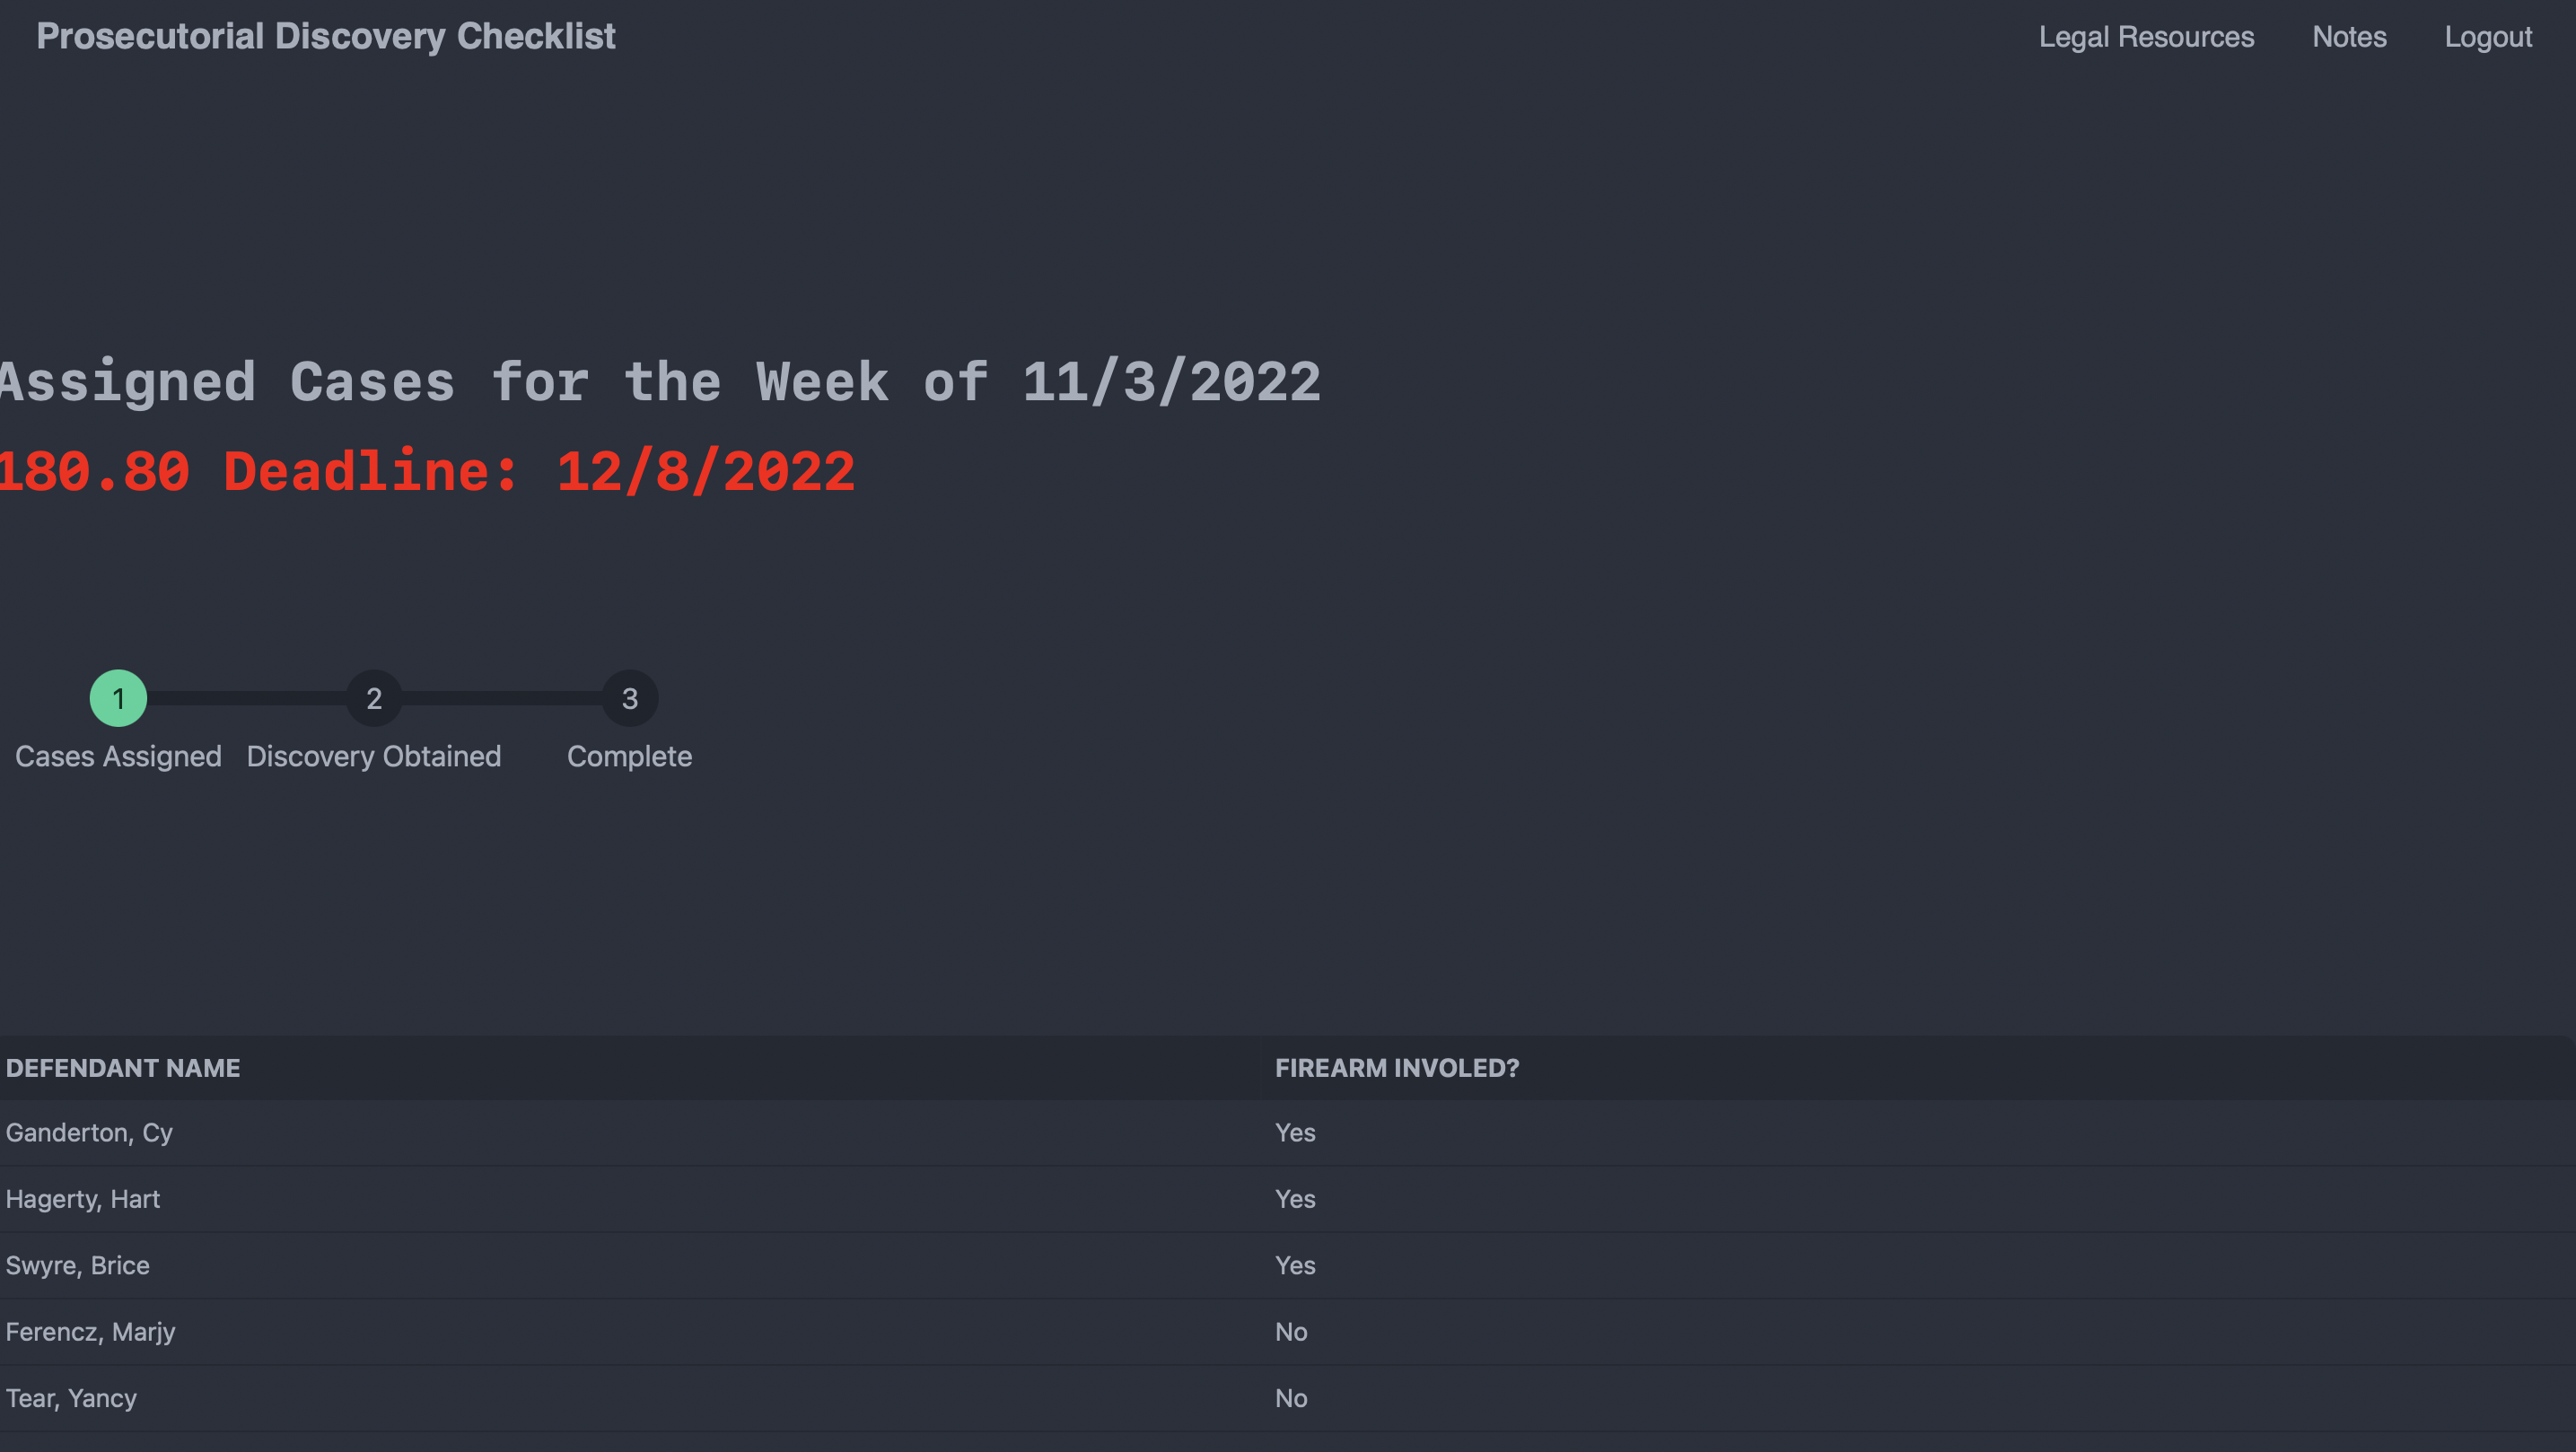 Prosecutorial Discovery Checklist Legal Resources Notes Logout
Assigned Cases for the Week of 11/3/2022
180.80 Deadline: 12/8/2022
1 2 3
Cases Assigned Discovery Obtained Complete
DEFENDANT NAME FIREARM INVOLED?
Ganderton, Cy Yes
Hagerty, Hart Yes
Swyre, Brice Yes
Ferencz, Marjy No
Tear, Yancy No